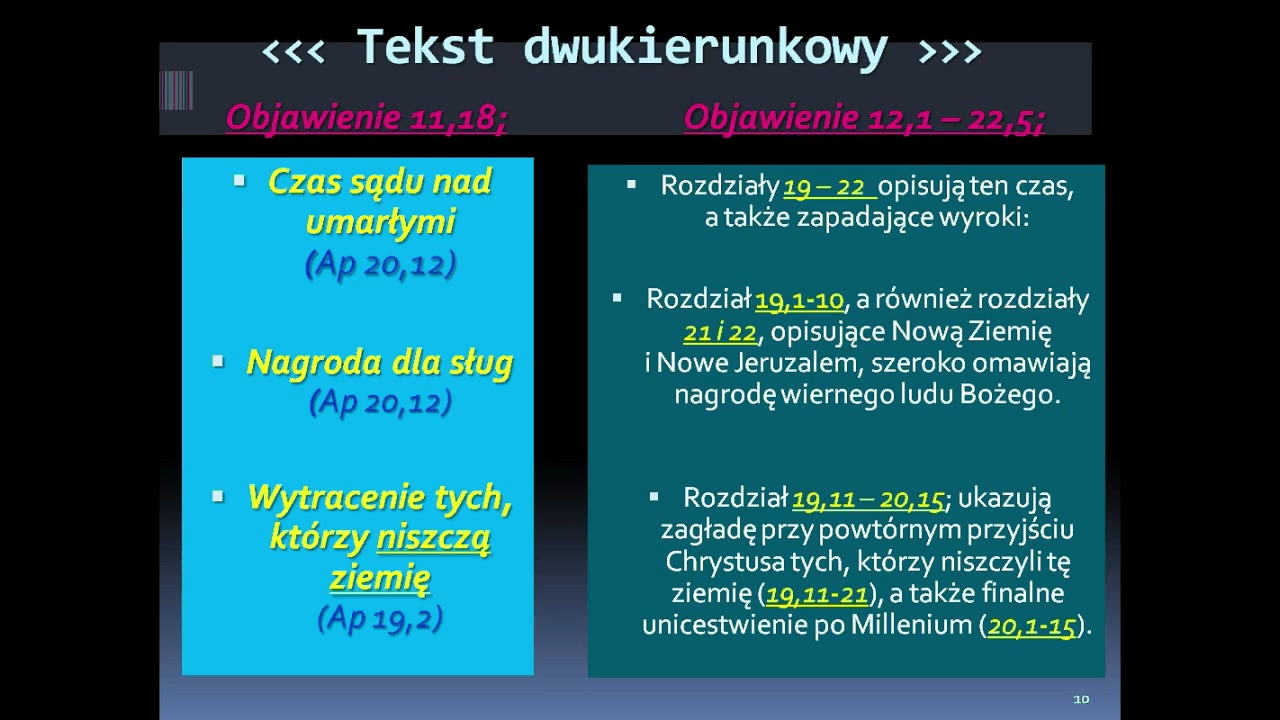 <<< Tekst dwukierunkowy >>>
Objawienie 11,18;
▪ Czas sądu nad
umarłymi
(Ap 20,12)
▪ Nagroda dla sług
(Ap 20,12)
▪ Wytracenie tych,
którzy niszczą
ziemię
(Ap 19,2)
Objawienie 12,1 – 22,5;
▪ Rozdziały 19 – 22 opisują ten czas,
a także zapadające wyroki:
▪ Rozdział 19,1-10, a również rozdziały
21 i 22, opisujące Nową Ziemię
i Nowe Jeruzalem, szeroko omawiają
nagrodę wiernego ludu Bożego.
▪ Rozdział 19,11 – 20,15; ukazują
zagładę przy powtórnym przyjściu
Chrystusa tych, którzy niszczyli tę
ziemię (19,11-21), a także finalne
unicestwienie po Millenium (20,1-15).
10